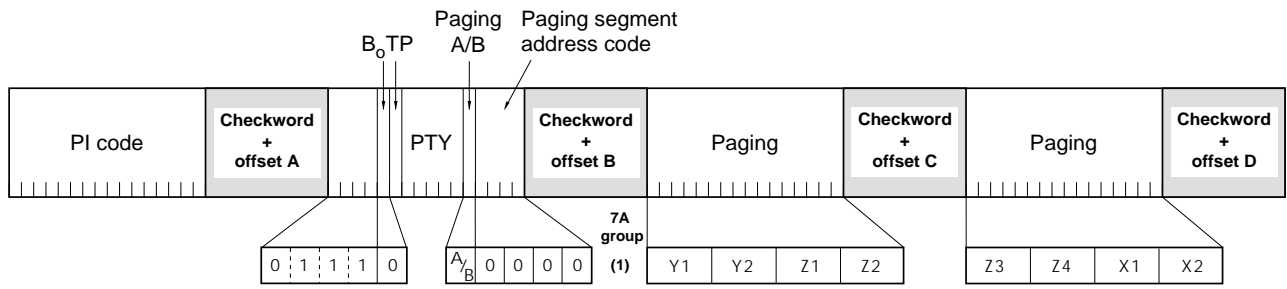 Paging Paging segment
BoTP A/B address code
PI code
Checkword
+
offset A
PTY
Checkword
+
offset B
Paging
Checkword
+
offset C
Paging
Checkword
+
offset D
0 1 1 1 0
A/B 0 0 0 0
7A
group
(1)
Y1 Y2 Z1 Z2
Z3 Z4 X1 X2